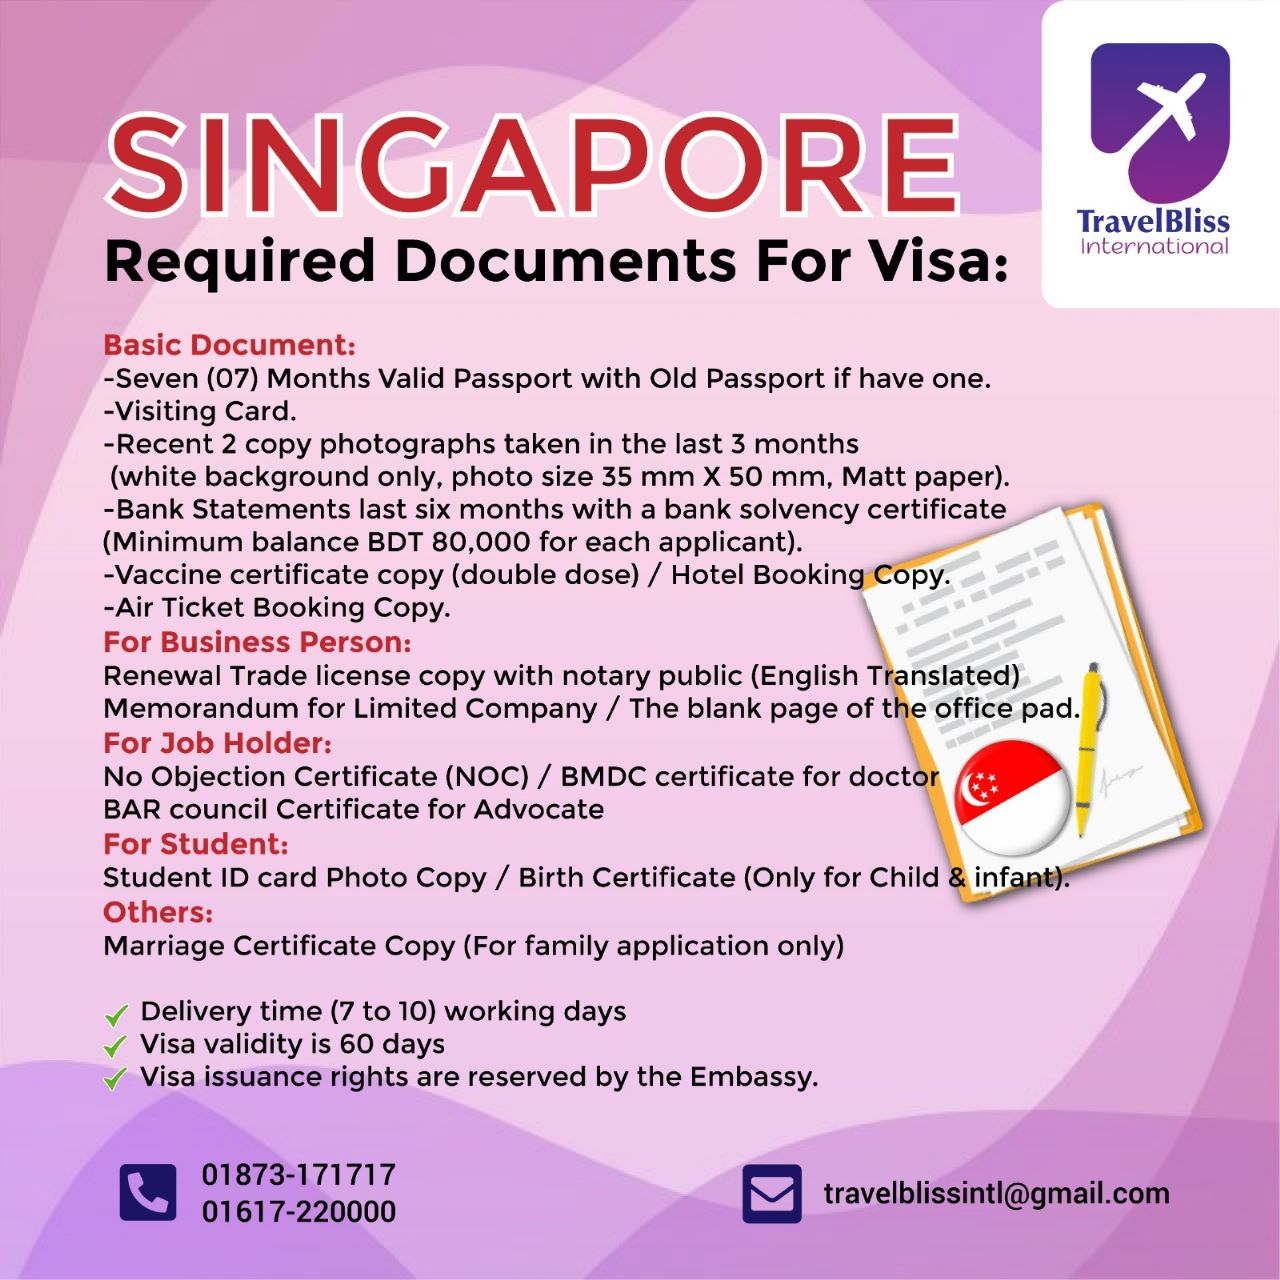 TravelBliss
International
SINGAPORE
Required Documents For Visa:
Basic Document:
-Seven (07) Months Valid Passport with Old Passport if have one.
-Visiting Card.
-Recent 2 copy photographs taken in the last 3 months
(white background only, photo size 35 mm X 50 mm, Matt paper).
-Bank Statements last six months with a bank solvency certificate
(Minimum balance BDT 80,000 for each applicant).
-Vaccine certificate copy (double dose) / Hotel Booking Copy.
-Air Ticket Booking Copy.
For Business Person:
Renewal Trade license copy with notary public (English Translated)
Memorandum for Limited Company / The blank page of the office pad.
For Job Holder:
No Objection Certificate (NOC) / BMDC certificate for doctor
BAR council Certificate for Advocate
For Student:
Student ID card Photo Copy / Birth Certificate (Only for Child & infant).
Others:
Marriage Certificate Copy (For family application only)
Delivery time (7 to 10) working days
Visa validity is 60 days
Visa issuance rights are reserved by the Embassy.
01873-171717
01617-220000
travelblissintl@gmail.com